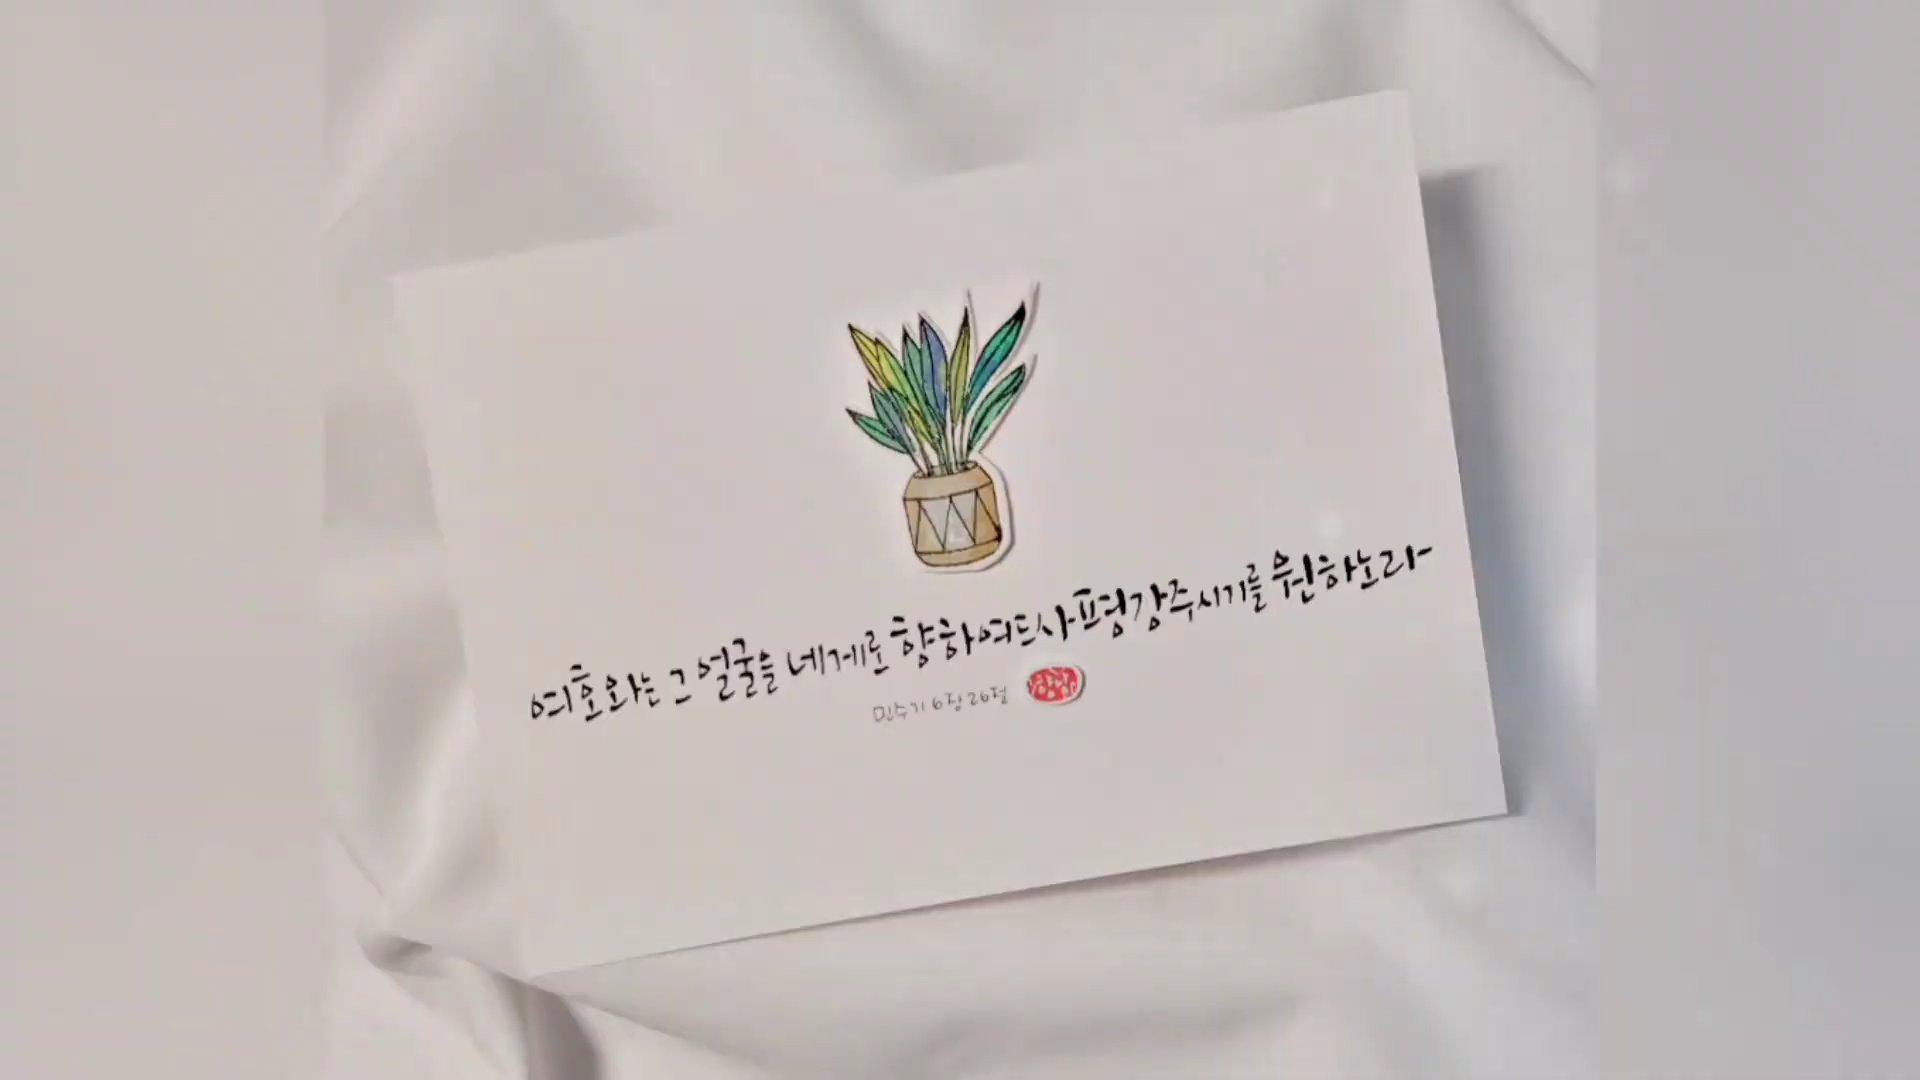 여호와는 그 얼굴을 네게로 향하여 드사 평강 주시기를 원하노라
민수기 6장 26절